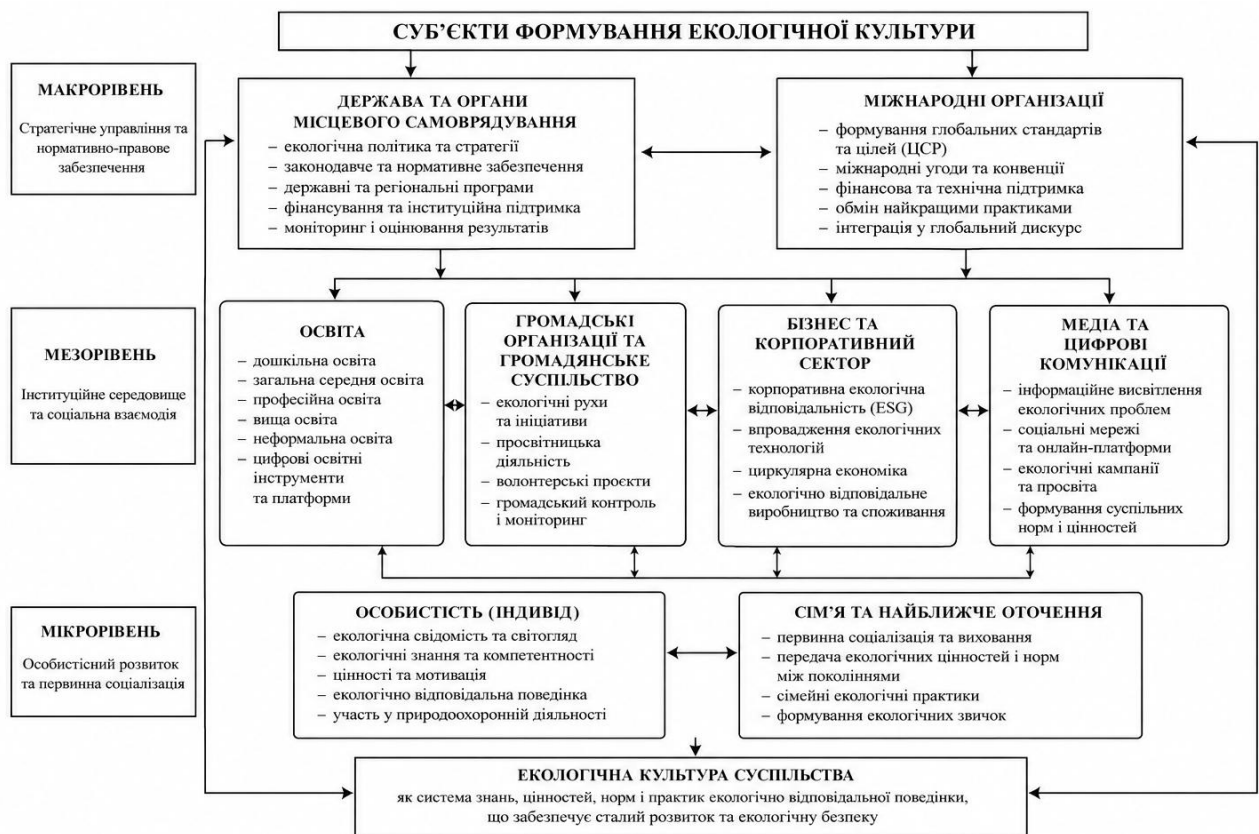 СУБ’ЄКТИ ФОРМУВАННЯ ЕКОЛОГІЧНОЇ КУЛЬТУРИ
МАКРОРІВЕНЬ
Стратегічне управління та
нормативно-правове
забезпечення
ДЕРЖАВА ТА ОРГАНИ
МІСЦЕВОГО САМОВРЯДУВАННЯ
– екологічна політика та стратегії
– законодавче та нормативне забезпечення
– державні та регіональні програми
– фінансування та інституційна підтримка
– моніторинг і оцінювання результатів
МІЖНАРОДНІ ОРГАНІЗАЦІЇ
– формування глобальних стандартів
та цілей (ЦСР)
– міжнародні угоди та конвенції
– фінансова та технічна підтримка
– обмін найкращими практиками
– інтеграція у глобальний дискурс
МЕЗОРІВЕНЬ
Інституційне середовище
та соціальна взаємодія
ОСВІТА
– дошкільна освіта
– загальна середня освіта
– професійна освіта
– вища освіта
– неформальна освіта
– цифрові освітні
інструменти
та платформи
ГРОМАДСЬКІ
ОРГАНІЗАЦІЇ ТА
ГРОМАДЯНСЬКЕ
СУСПІЛЬСТВО
– екологічні рухи
та ініціативи
– просвітницька
діяльність
– волонтерські проєкти
– громадський контроль
і моніторинг
БІЗНЕС ТА
КОРПОРАТИВНИЙ
СЕКТОР
– корпоративна екологічна
відповідальність (ESG)
– впровадження екологічних
технологій
– циркулярна економіка
– екологічно відповідальне
виробництво та споживання
МЕДІА ТА
ЦИФРОВІ
КОМУНІКАЦІЇ
– інформаційне висвітлення
екологічних проблем
– соціальні мережі
та онлайн-платформи
– екологічні кампанії
та просвіта
– формування суспільних
норм і цінностей
МІКРОРІВЕНЬ
Особистісний розвиток
та первинна соціалізація
ОСОБИСТІСТЬ (ІНДИВІД)
– екологічна свідомість та світогляд
– екологічні знання та компетентності
– цінності та мотивація
– екологічно відповідальна поведінка
– участь у природоохоронній діяльності
СІМ’Я ТА НАЙБЛИЖЧЕ ОТОЧЕННЯ
– первинна соціалізація та виховання
– передача екологічних цінностей і норм
між поколіннями
– сімейні екологічні практики
– формування екологічних звичок
ЕКОЛОГІЧНА КУЛЬТУРА СУСПІЛЬСТВА
як система знань, цінностей, норм і практик екологічно відповідальної поведінки,
що забезпечує сталий розвиток та екологічну безпеку